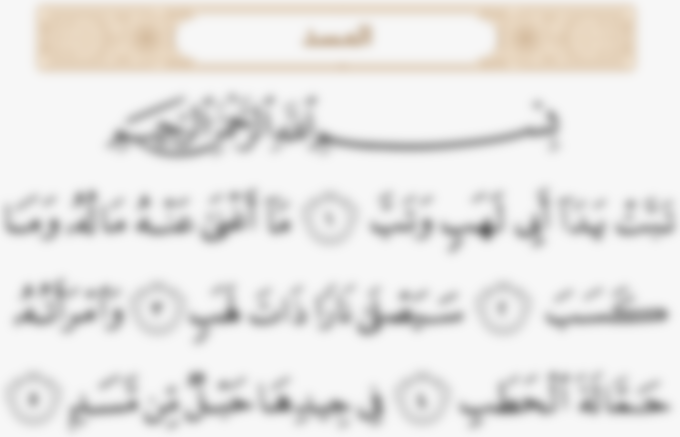 المسد
بِسْمِ ٱللَّهِ ٱلرَّحْمَٰنِ ٱلرَّحِيمِ
تَبَّتْ يَدَآ أَبِى لَهَبٍ وَتَبَّ ١ مَآ أَغْنَىٰ عَنْهُ مَالُهُۥ وَمَا
كَسَبَ ٢ سَيَصْلَىٰ نَارًا ذَاتَ لَهَبٍ ٣ وَٱمْرَأَتُهُۥ
حَمَّالَةَ ٱلْحَطَبِ ٤ فِى جِيدِهَا حَبْلٌ مِّن مَّسَدٍۭ ٥